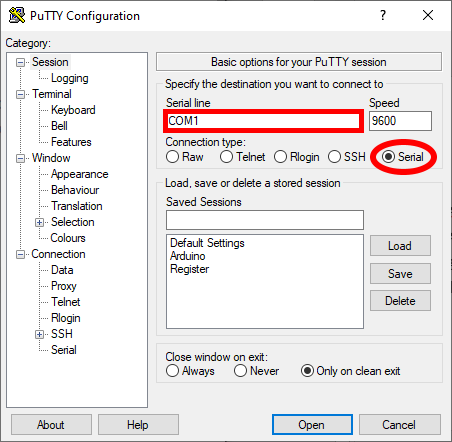 PuTTY Configuration
Category:
Session
Logging
Terminal
Keyboard
Bell
Features
Window
Appearance
Behaviour
Translation
Selection
Colours
Connection
Data
Proxy
Telnet
Rlogin
SSH
Serial
Basic options for your PuTTY session
Specify the destination you want to connect to
Serial line Speed
COM1 9600
Connection type:
Raw Telnet Rlogin SSH Serial
Load, save or delete a stored session
Saved Sessions
Default Settings
Arduino
Register
Load
Save
Delete
Close window on exit:
Always Never Only on clean exit
About Help Open Cancel